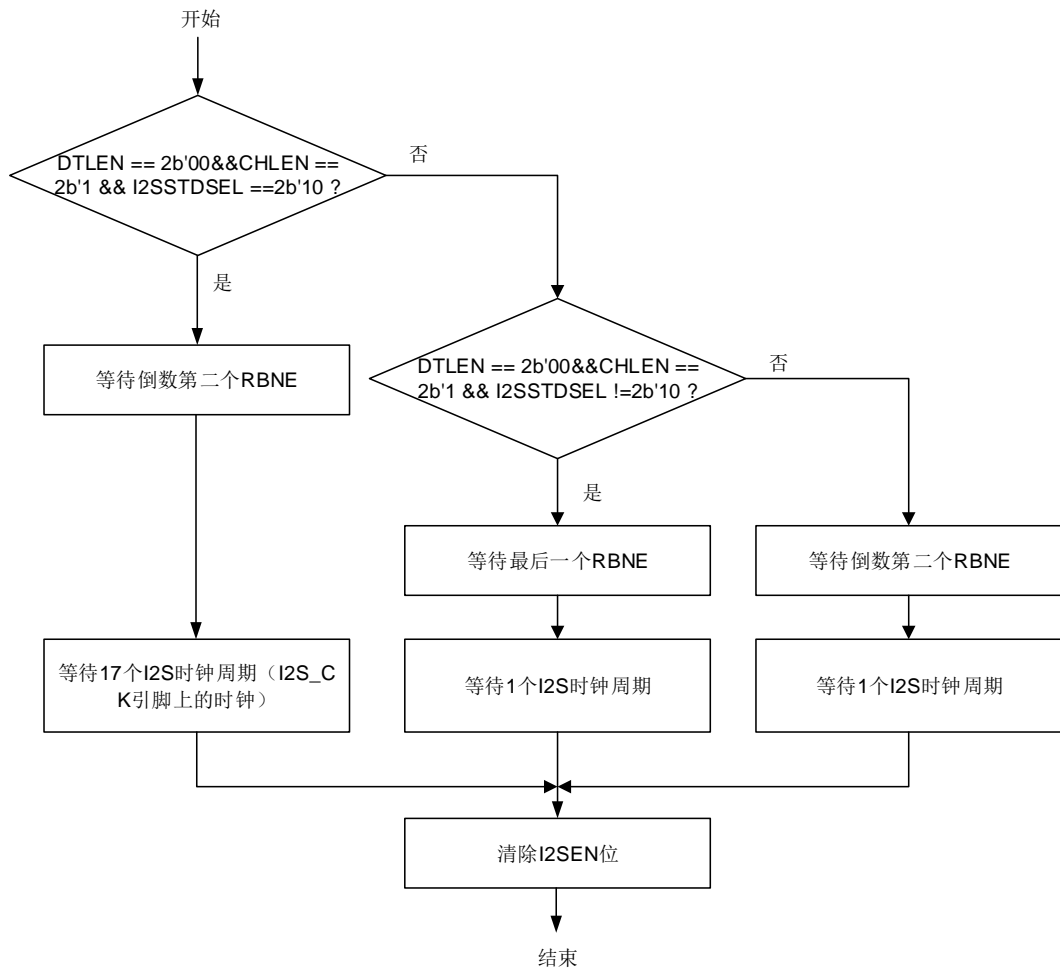 开始
DTLEN == 2b'00&&CHLEN ==
2b'1 && I2SSTDSEL ==2b'10 ?
否
是
等待倒数第二个RBNE
DTLEN == 2b'00&&CHLEN ==
2b'1 && I2SSTDSEL !=2b'10 ?
否
是
等待最后一个RBNE
等待倒数第二个RBNE
等待17个I2S时钟周期（I2S_C
K引脚上的时钟）
等待1个I2S时钟周期
等待1个I2S时钟周期
清除I2SEN位
结束